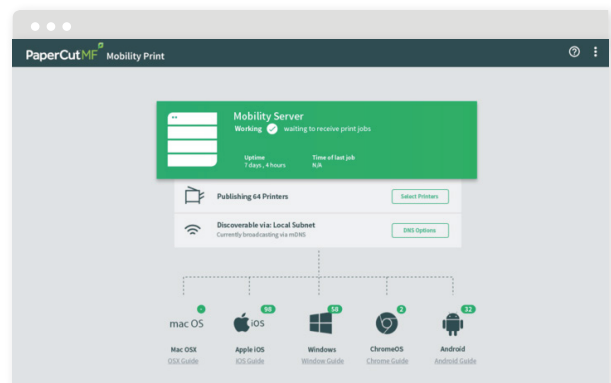 PaperCutMF Mobility Print
Mobility Server
Working waiting to receive print jobs
Uptime Time of last job
7 days, 4 hours N/A
Publishing 64 Printers Select Printers
Discoverable via: Local Subnet DNS Options
Currently broadcasting via mDNS
- 98 58 2 32
mac OS iOS
Mac OSX Apple iOS Windows ChromeOS Android
OSX Guide iOS Guide Window Guide Chrome Guide Android Guide